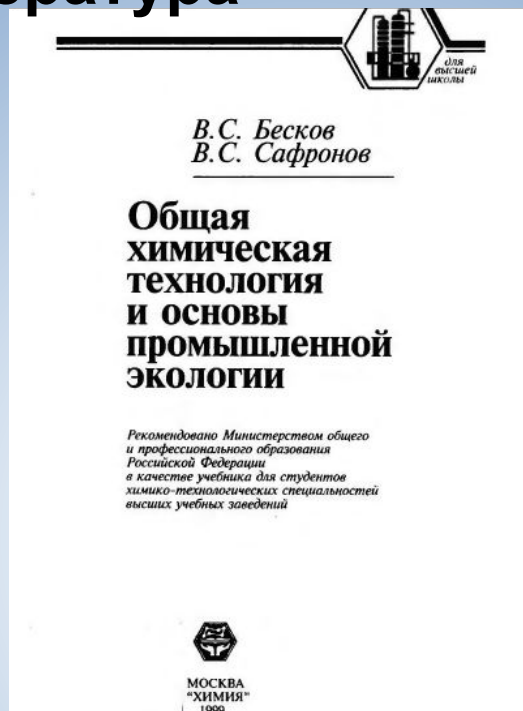 для
высшей
школы
В.С. Бесков
В.С. Сафронов
Общая
химическая
технология
и основы
промышленной
экологии
Рекомендовано Министерством общего
и профессионального образования
Российской Федерации
в качестве учебника для студентов
химико-технологических специальностей
высших учебных заведений
МОСКВА
"ХИМИЯ"
1999